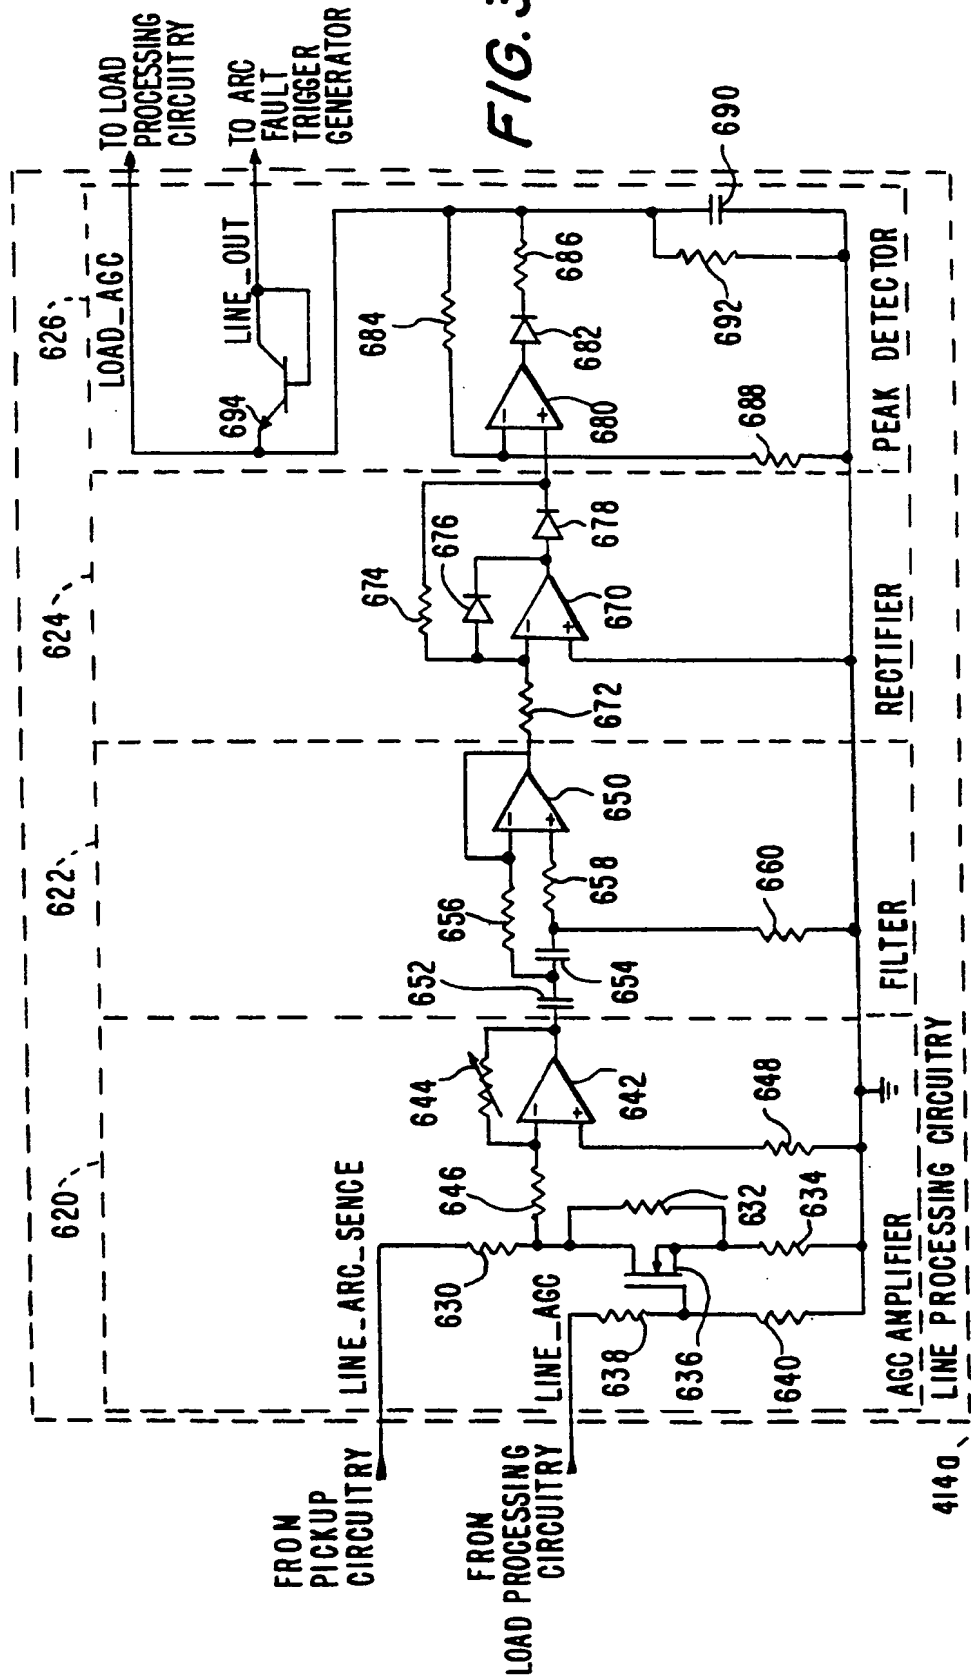 FIG. 3
TO LOAD
PROCESSING
CIRCUITRY
TO ARC
FAULT
TRIGGER
GENERATOR
620
622
624
626
LOAD_AGC
LINE_OUT
694
684
686
682
680
688
692
690
PEAK DETECTOR
674
676
678
670
672
RECTIFIER
650
656
658
652
654
660
FILTER
644
642
646
648
LINE_ARC_SENCE
630
632
634
LINE_AGC
638
636
640
AGC AMPLIFIER
LINE PROCESSING CIRCUITRY
FROM
PICKUP
CIRCUITRY
FROM
LOAD PROCESSING
CIRCUITRY
414a